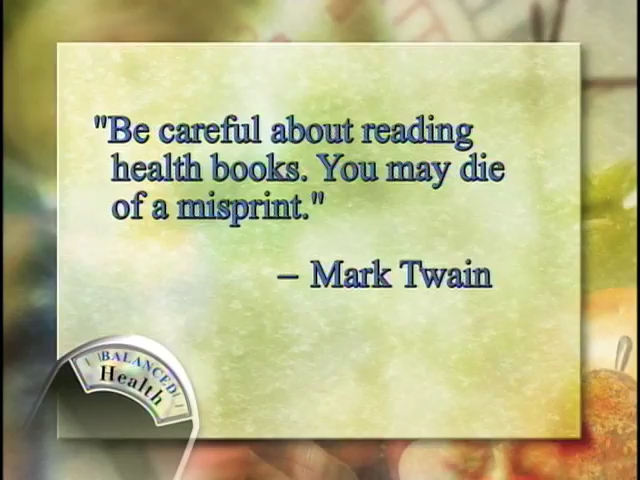 "Be careful about reading
health books. You may die
of a misprint."
– Mark Twain
BALANCED
Health